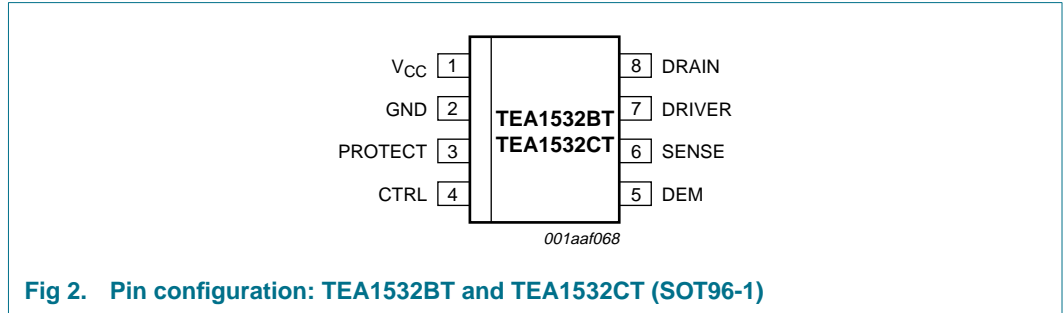 VCC 1 8 DRAIN
GND 2 7 DRIVER
TEA1532BT
PROTECT 3 TEA1532CT 6 SENSE
CTRL 4 5 DEM
001aaf068
Fig 2. Pin configuration: TEA1532BT and TEA1532CT (SOT96-1)